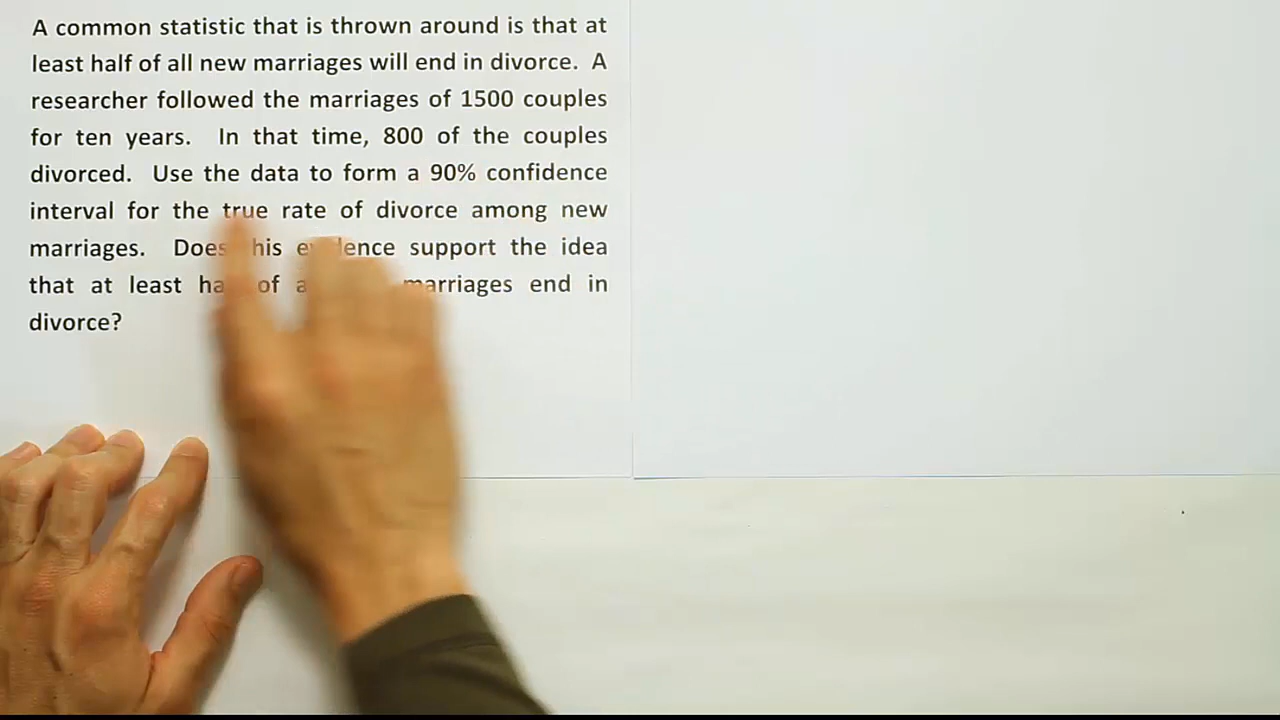 A common statistic that is thrown around is that at
least half of all new marriages will end in divorce. A
researcher followed the marriages of 1500 couples
for ten years. In that time, 800 of the couples
divorced. Use the data to form a 90% confidence
interval for the true rate of divorce among new
marriages. Does this evidence support the idea
that at least half of marriages end in
divorce?